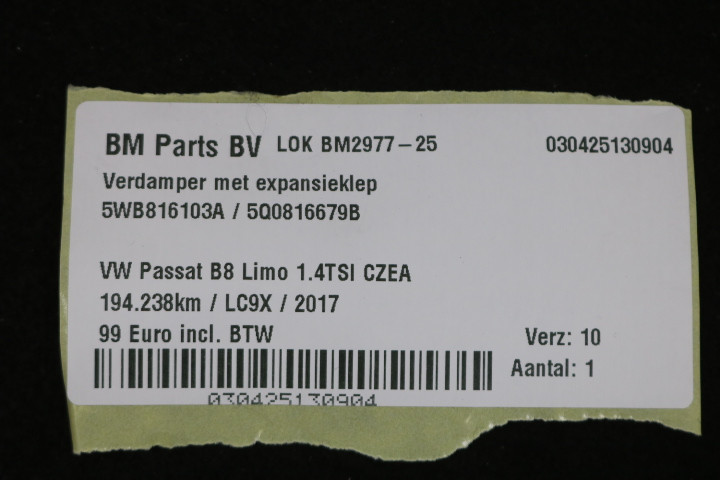 BM Parts BV LOK BM2977-25 030425130904
Verdamper met expansieklep
5WB816103A / 5Q0816679B
VW Passat B8 Limo 1.4TSI CZEA
194.238km / LC9X / 2017
99 Euro incl. BTW Verz: 10
Aantal: 1
030425130904